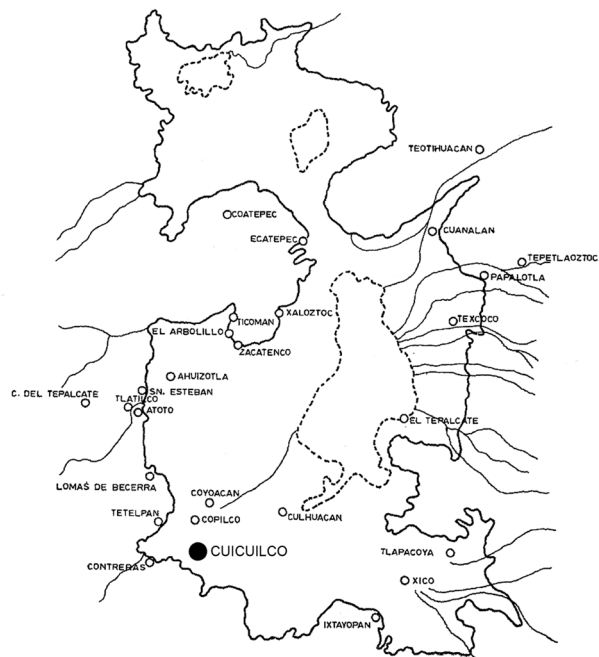 TEOTIHUACAN
COATEPEC
CUANALAN
ECATEPEC
TEPETLAOZTOC
PAPALOTLA
XALOZTOC
TICOMAN
TEXCOCO
EL ARBOLILLO
ZACATENCO
AHUIZOTLA
SN. ESTEBAN
C. DEL TEPALCATE
TLATILCO
ATOTO
EL TEPALCATE
LOMAS DE BECERRA
COYOACAN
TETELPAN
COPILCO
CULHUACAN
CUICUILCO
TLAPACOYA
CONTRERAS
XICO
IXTAYOPAN